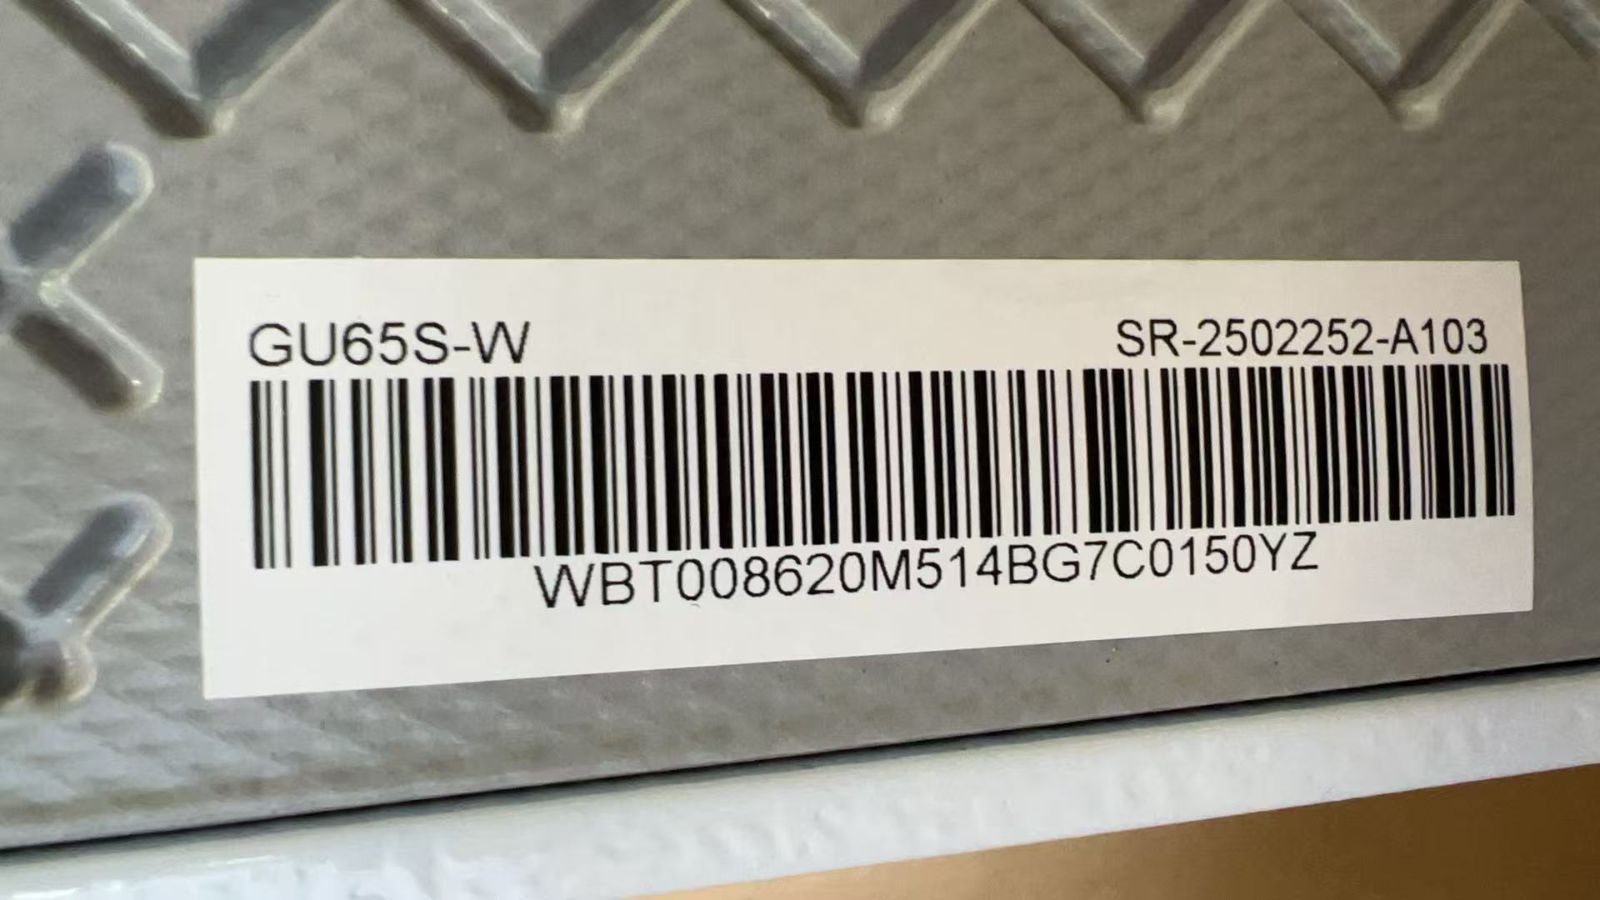 GU65S-W SR-2502252-A103
WBT008620M514BG7C0150YZ